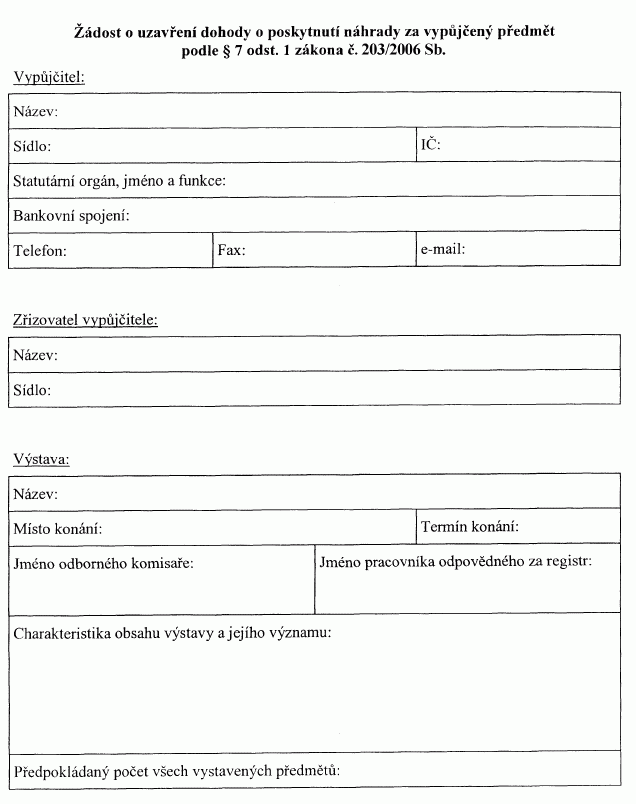 Žádost o uzavření dohody o poskytnutí náhrady za vypůjčený předmět
podle § 7 odst. 1 zákona č. 203/2006 Sb.
Vypůjčitel:
Název:
Sídlo: IČ:
Statutární orgán, jméno a funkce:
Bankovní spojení:
Telefon: Fax: e-mail:
Zřizovatel vypůjčitele:
Název:
Sídlo:
Výstava:
Název:
Místo konání: Termín konání:
Jméno odborného komisaře: Jméno pracovníka odpovědného za registr:
Charakteristika obsahu výstavy a jejího významu:
Předpokládaný počet všech vystavených předmětů: